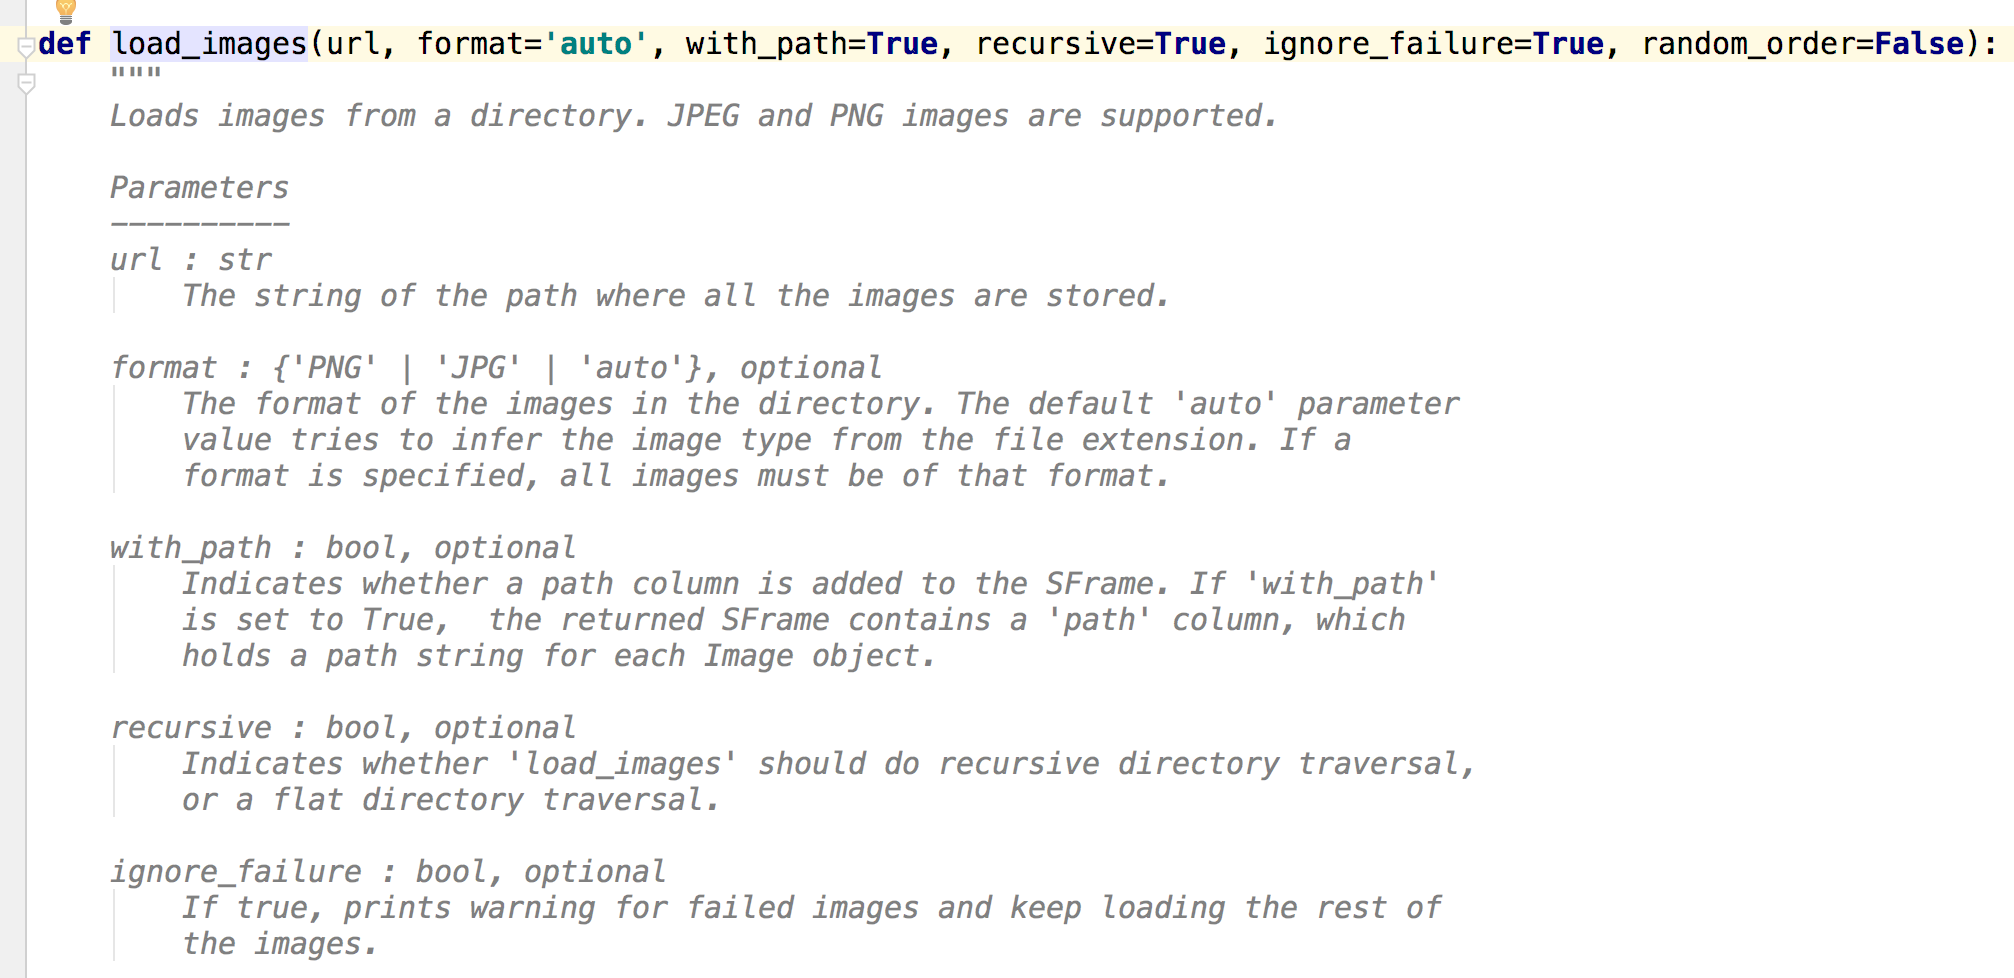 def load_images(url, format='auto', with_path=True, recursive=True, ignore_failure=True, random_order=False):
"""
Loads images from a directory. JPEG and PNG images are supported.
Parameters
----------
url : str
The string of the path where all the images are stored.
format : {'PNG' | 'JPG' | 'auto'}, optional
The format of the images in the directory. The default 'auto' parameter
value tries to infer the image type from the file extension. If a
format is specified, all images must be of that format.
with_path : bool, optional
Indicates whether a path column is added to the SFrame. If 'with_path'
is set to True,  the returned SFrame contains a 'path' column, which
holds a path string for each Image object.
recursive : bool, optional
Indicates whether 'load_images' should do recursive directory traversal,
or a flat directory traversal.
ignore_failure : bool, optional
If true, prints warning for failed images and keep loading the rest of
the images.